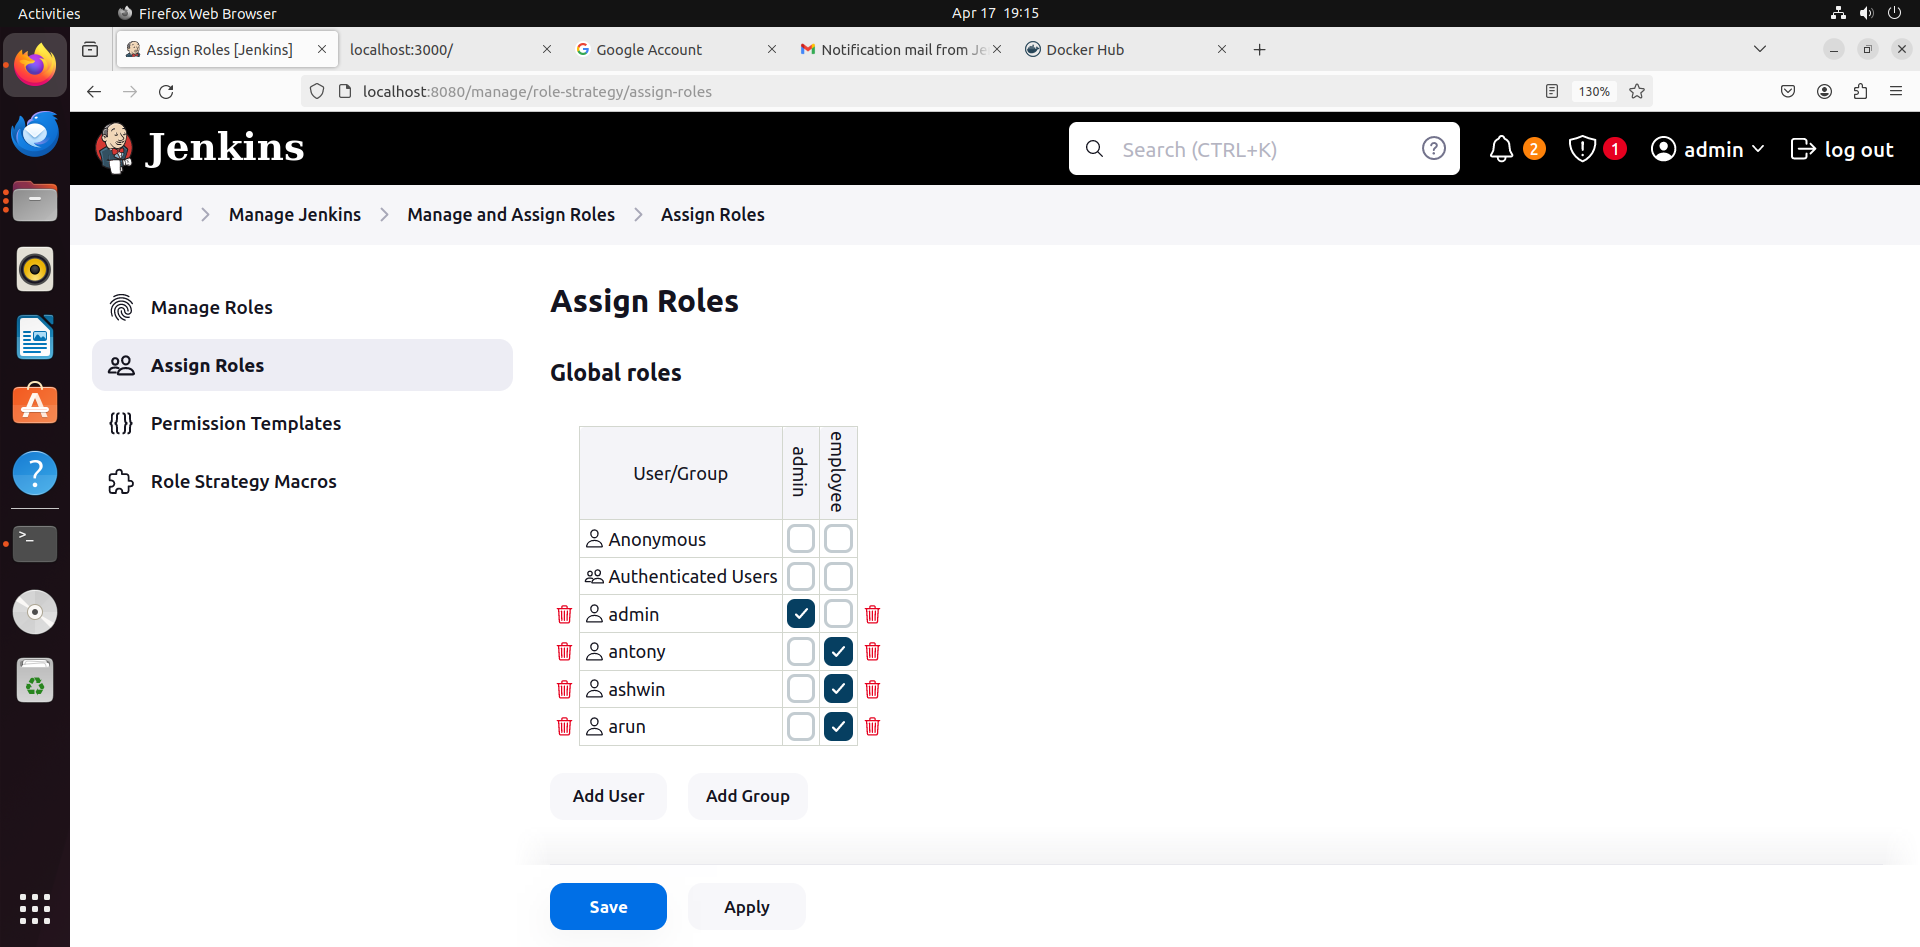 Activities
Firefox Web Browser
Apr 17 19:15
Assign Roles [Jenkins]
localhost:3000/
Google Account
Notification mail from Je
Docker Hub
localhost:8080/manage/role-strategy/assign-roles
130%
Jenkins
Search (CTRL+K)
?
2
1
admin
log out
Dashboard
Manage Jenkins
Manage and Assign Roles
Assign Roles
Manage Roles
Assign Roles
Permission Templates
Role Strategy Macros
Assign Roles
Global roles
User/Group
admin
employee
Anonymous
Authenticated Users
admin
antony
ashwin
arun
Add User
Add Group
Save
Apply